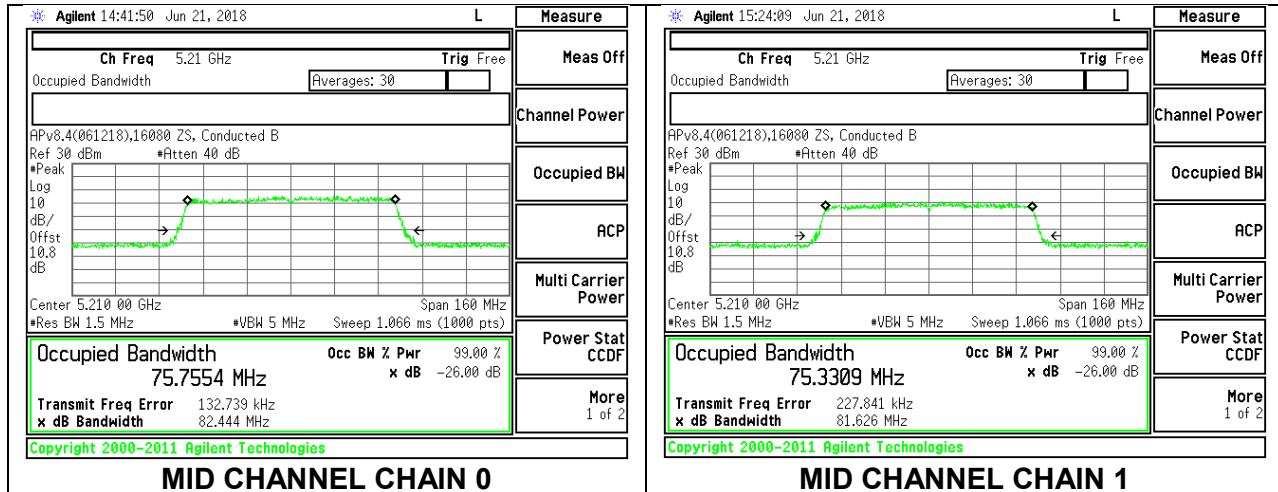 Agilent 14:41:50 Jun 21, 2018 L Measure
Ch Freq 5.21 GHz Trig Free
Occupied Bandwidth Averages: 30
Meas Off
Channel Power
APv8.4(061218),16080 ZS, Conducted B
Ref 30 dBm #Atten 40 dB
#Peak
Log
10
dB/
Offst
10.8
dB
Occupied BW
ACP
Multi Carrier
Power
Center 5.210 00 GHz Span 160 MHz
#Res BW 1.5 MHz #VBW 5 MHz Sweep 1.066 ms (1000 pts)
Power Stat
CCDF
Occupied Bandwidth Occ BW % Pwr 99.00 %
75.7554 MHz x dB -26.00 dB
Transmit Freq Error 132.739 kHz
x dB Bandwidth 82.444 MHz
More
1 of 2
Copyright 2000-2011 Agilent Technologies
MID CHANNEL CHAIN 0
Agilent 15:24:09 Jun 21, 2018 L Measure
Ch Freq 5.21 GHz Trig Free
Occupied Bandwidth Averages: 30
Meas Off
Channel Power
APv8.4(061218),16080 ZS, Conducted B
Ref 30 dBm #Atten 40 dB
#Peak
Log
10
dB/
Offst
10.8
dB
Occupied BW
ACP
Multi Carrier
Power
Center 5.210 00 GHz Span 160 MHz
#Res BW 1.5 MHz #VBW 5 MHz Sweep 1.066 ms (1000 pts)
Power Stat
CCDF
Occupied Bandwidth Occ BW % Pwr 99.00 %
75.3309 MHz x dB -26.00 dB
Transmit Freq Error 227.841 kHz
x dB Bandwidth 81.626 MHz
More
1 of 2
Copyright 2000-2011 Agilent Technologies
MID CHANNEL CHAIN 1